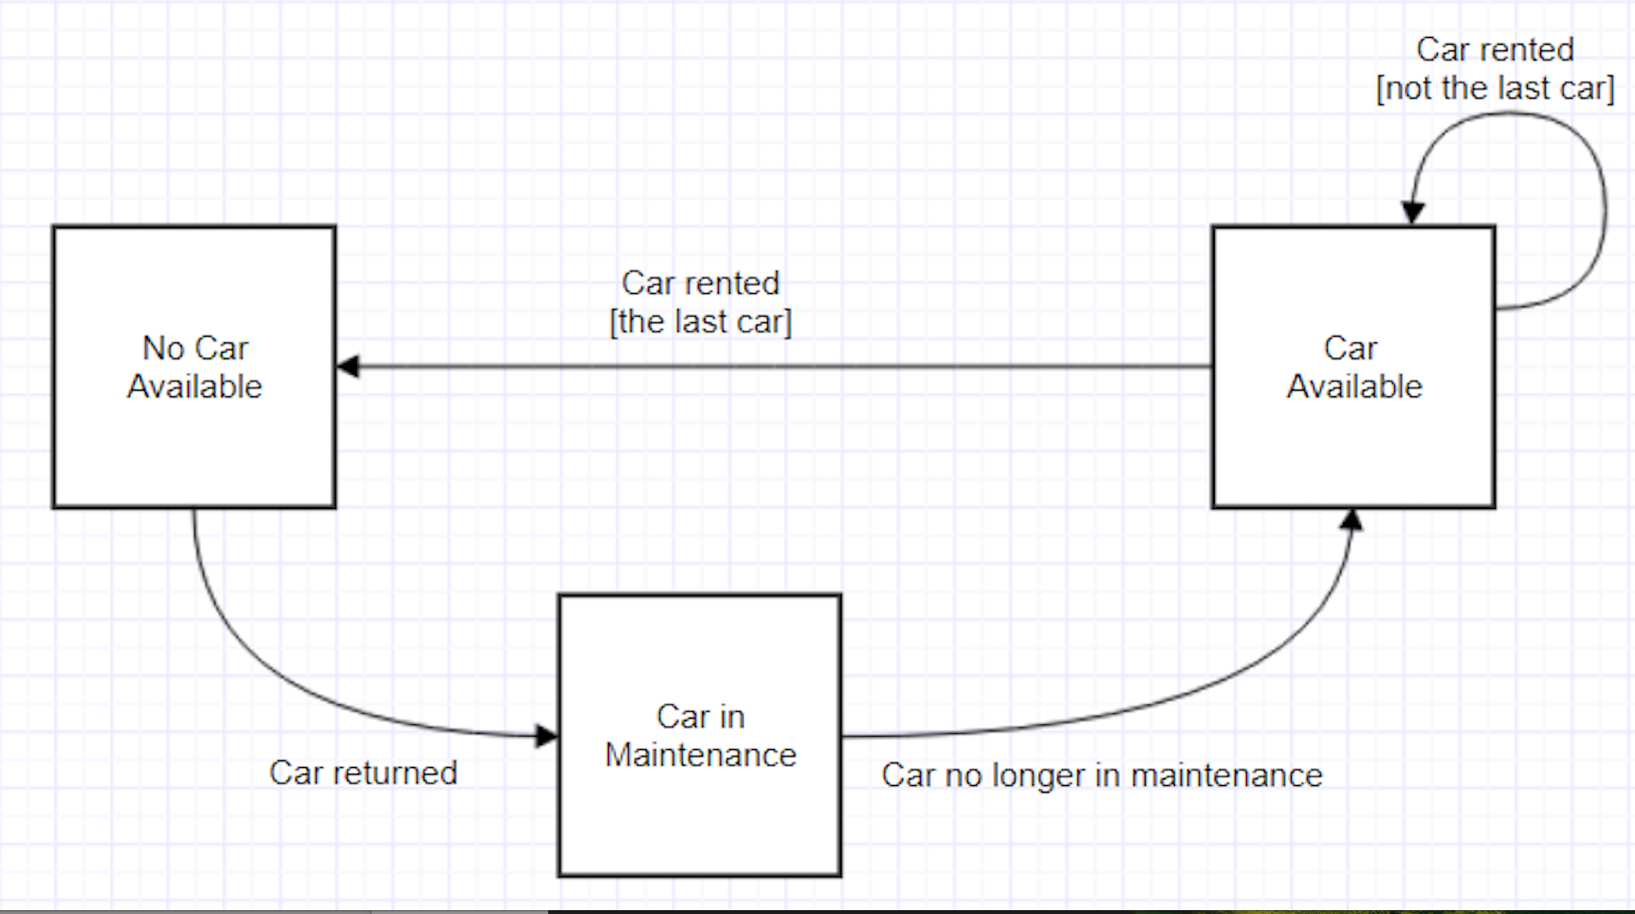 Car rented
[not the last car]
Car rented
[the last car]
No Car
Available
Car
Available
Car in
Maintenance
Car returned
Car no longer in maintenance